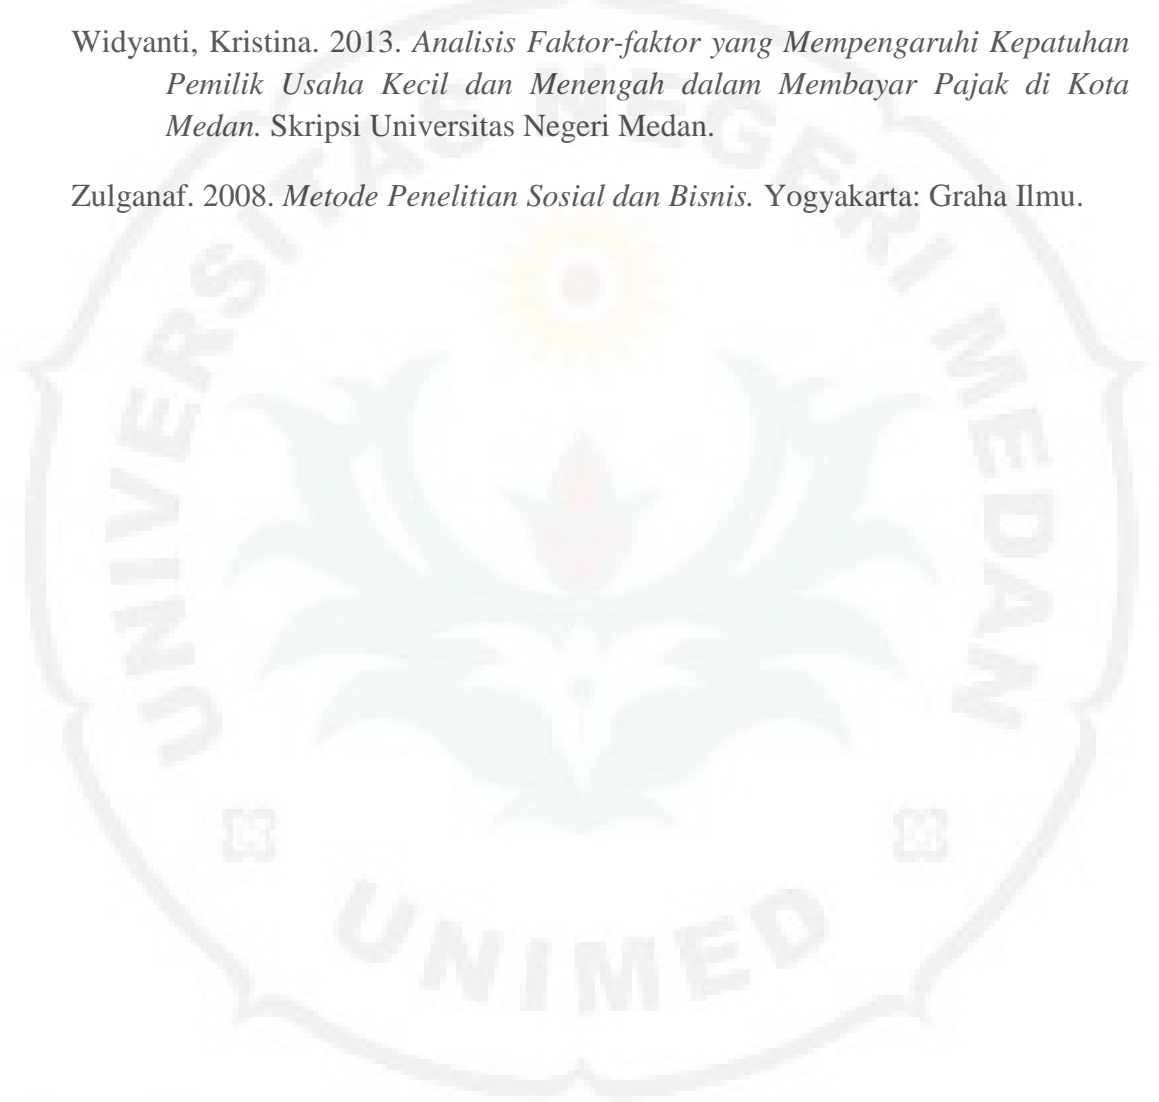 Widyanti, Kristina. 2013. Analisis Faktor-faktor yang Mempengaruhi Kepatuhan
Pemilik Usaha Kecil dan Menengah dalam Membayar Pajak di Kota
Medan. Skripsi Universitas Negeri Medan.
Zulganaf. 2008. Metode Penelitian Sosial dan Bisnis. Yogyakarta: Graha Ilmu.
UNIVERSITAS NEGERI MEDAN
UNIMED